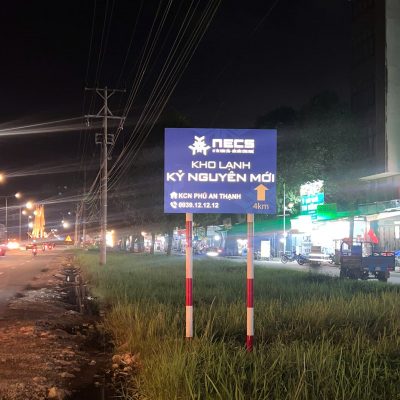 NECS
KHO LẠNH
KỶ NGUYÊN MỚI
KCN PHÚ AN THẠNH
0939.12.12.12
4km